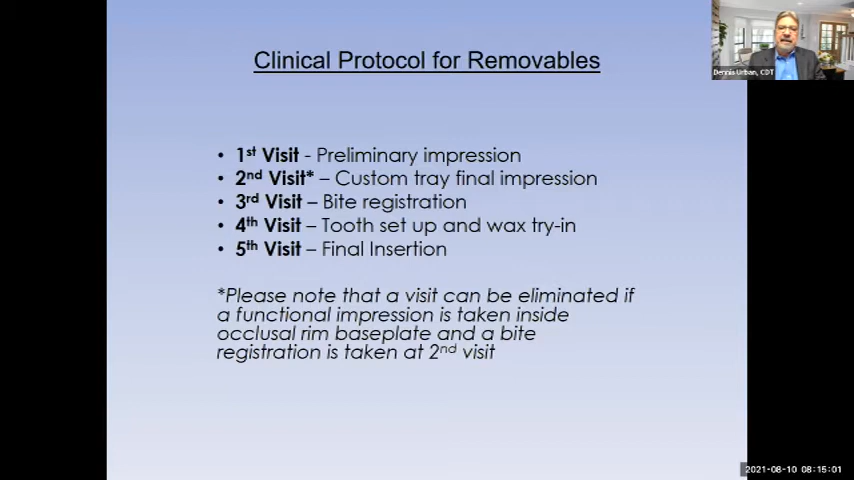 Clinical Protocol for Removables
Dennis Urban, CDT
• 1st Visit - Preliminary impression
• 2nd Visit* – Custom tray final impression
• 3rd Visit – Bite registration
• 4th Visit – Tooth set up and wax try-in
• 5th Visit – Final Insertion
*Please note that a visit can be eliminated if
a functional impression is taken inside
occlusal rim baseplate and a bite
registration is taken at 2nd visit
2021-08-10 08:15:01